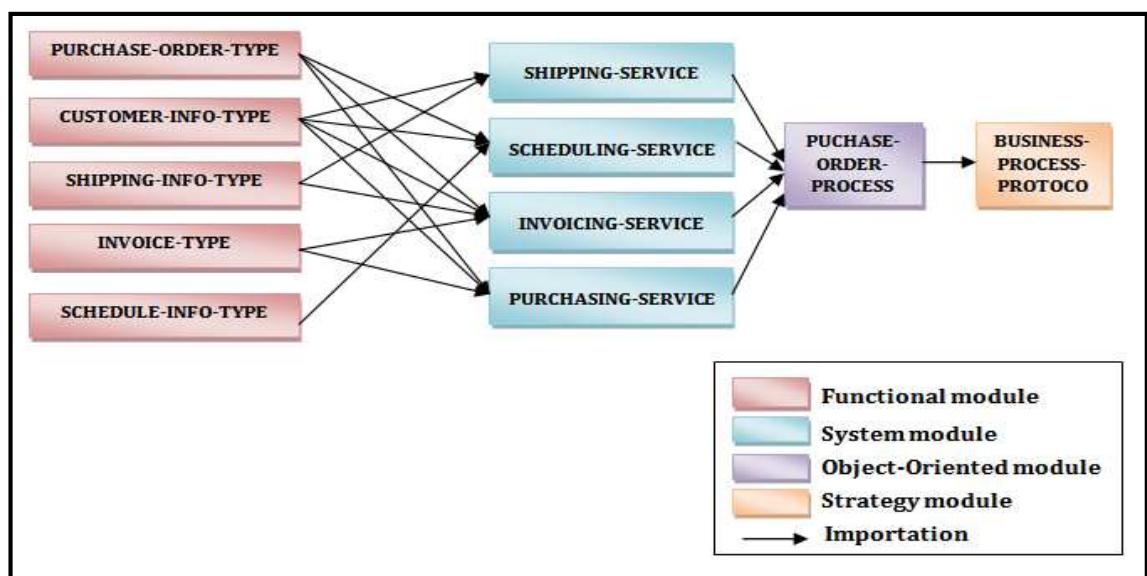 PURCHASE-ORDER-TYPE
CUSTOMER-INFO-TYPE
SHIPPING-INFO-TYPE
INVOICE-TYPE
SCHEDULE-INFO-TYPE
SHIPPING-SERVICE
SCHEDULING-SERVICE
INVOICING-SERVICE
PURCHASING-SERVICE
PUCHASE-
ORDER-
PROCESS
BUSINESS-
PROCESS-
PROTOCO
Functional module
System module
Object-Oriented module
Strategy module
Importation